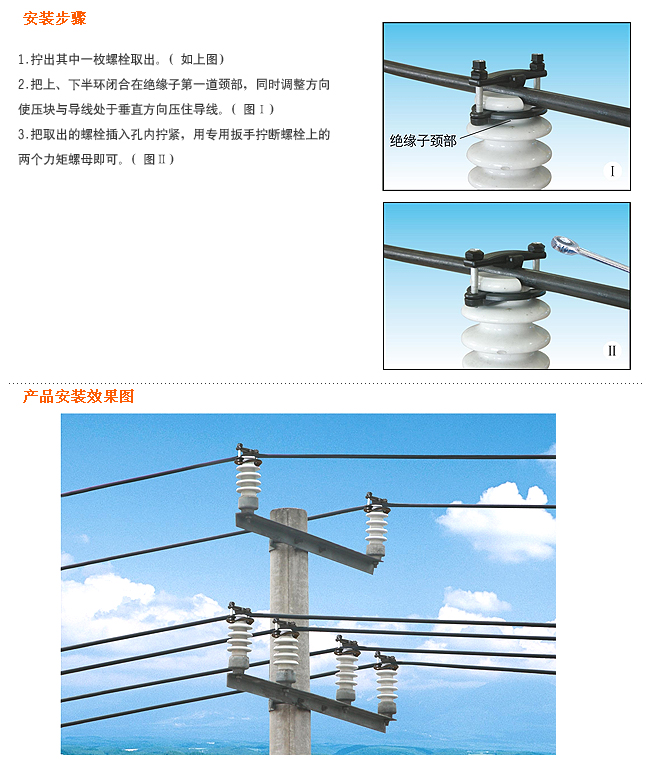 安装步骤
1.拧出其中一枚螺栓取出。( 如上图)
2.把上、下半环闭合在绝缘子第一道颈部，同时调整方向
使压块与导线处于垂直方向压住导线。( 图Ⅰ)
3.把取出的螺栓插入孔内拧紧，用专用扳手拧断螺栓上的
两个力矩螺母即可。( 图Ⅱ)
绝缘子颈部
Ⅰ
Ⅱ
产品安装效果图